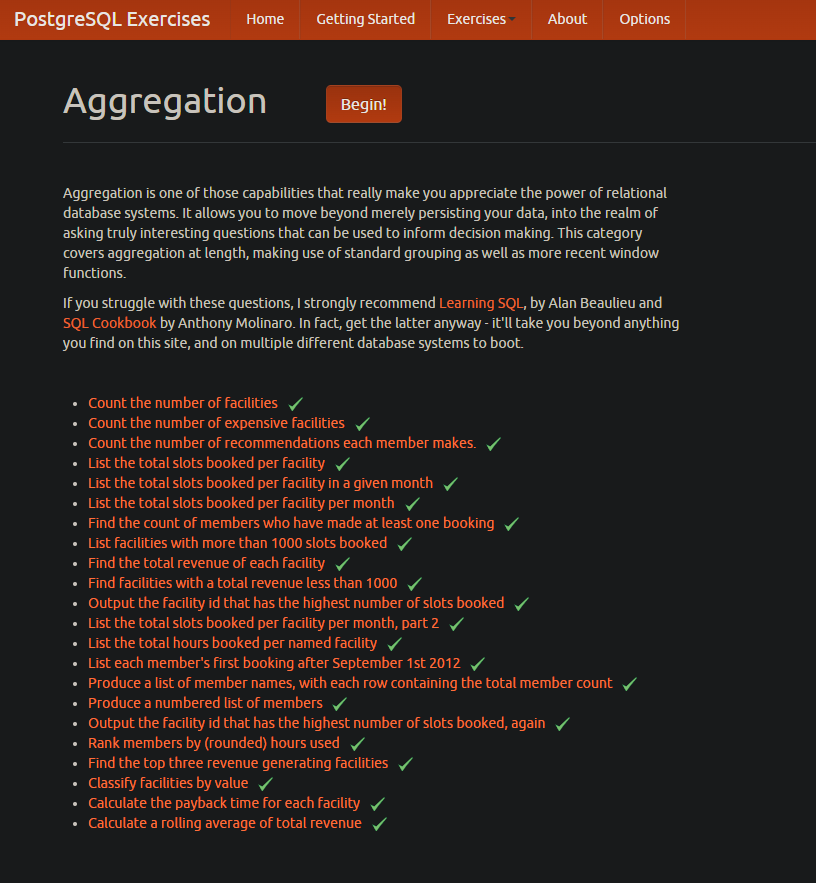 PostgreSQL Exercises Home Getting Started Exercises About Options
Aggregation Begin!
Aggregation is one of those capabilities that really make you appreciate the power of relational
database systems. It allows you to move beyond merely persisting your data, into the realm of
asking truly interesting questions that can be used to inform decision making. This category
covers aggregation at length, making use of standard grouping as well as more recent window
functions.
If you struggle with these questions, I strongly recommend Learning SQL, by Alan Beaulieu and
SQL Cookbook by Anthony Molinaro. In fact, get the latter anyway - it'll take you beyond anything
you find on this site, and on multiple different database systems to boot.
Count the number of facilities
Count the number of expensive facilities
Count the number of recommendations each member makes.
List the total slots booked per facility
List the total slots booked per facility in a given month
List the total slots booked per facility per month
Find the count of members who have made at least one booking
List facilities with more than 1000 slots booked
Find the total revenue of each facility
Find facilities with a total revenue less than 1000
Output the facility id that has the highest number of slots booked
List the total slots booked per facility per month, part 2
List the total hours booked per named facility
List each member's first booking after September 1st 2012
Produce a list of member names, with each row containing the total member count
Produce a numbered list of members
Output the facility id that has the highest number of slots booked, again
Rank members by (rounded) hours used
Find the top three revenue generating facilities
Classify facilities by value
Calculate the payback time for each facility
Calculate a rolling average of total revenue